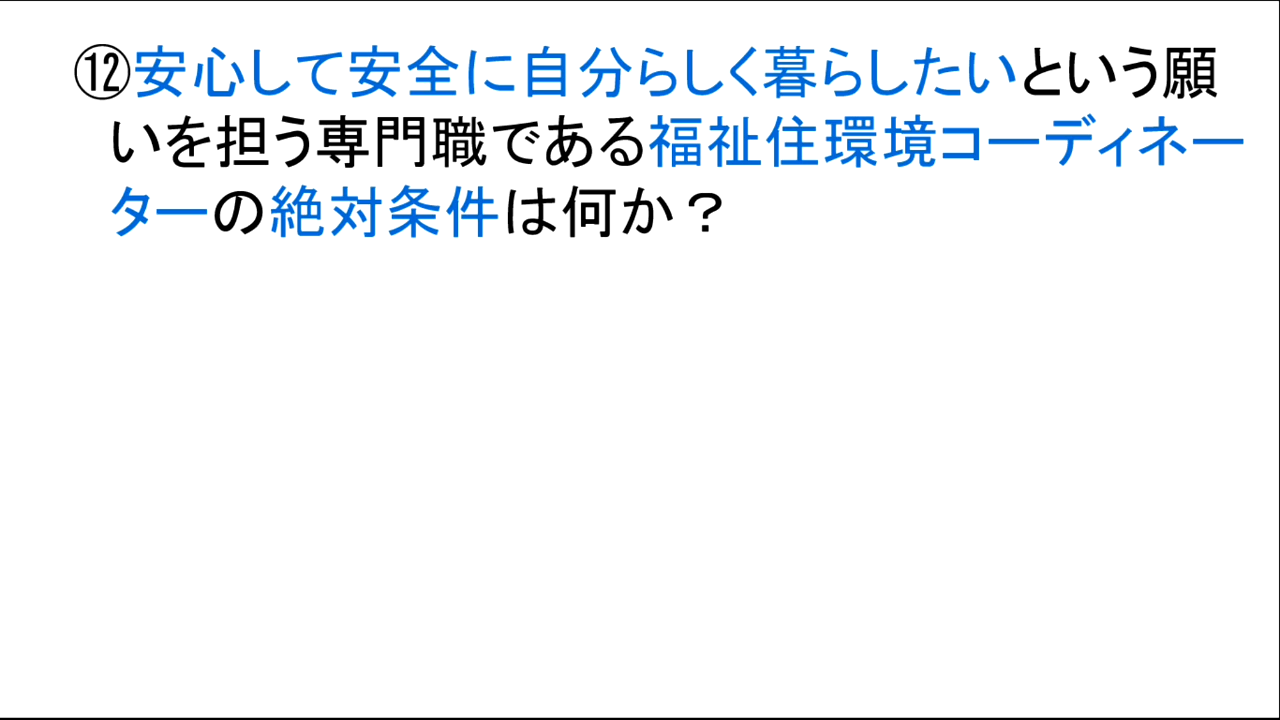 ⑫安心して安全に自分らしく暮らしたいという願
いを担う専門職である福祉住環境コーディネー
ターの絶対条件は何か？